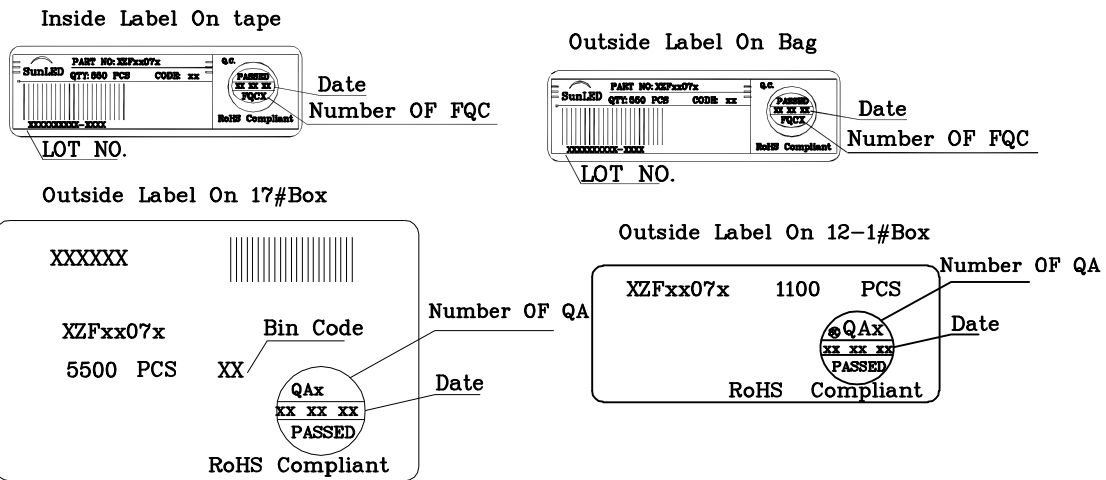 Inside Label On tape
SunLED
PART NO: XZFxx07x
QTY: 550 PCS CODE: xx
XXXXXXXXXX-XXXX
Q.C.
PASSED
XX XX XX
FQCX
RoHS Compliant
Date
Number OF FQC
LOT NO.
Outside Label On Bag
SunLED
PART NO: XZFxx07x
QTY: 550 PCS CODE: xx
XXXXXXXXXX-XXXX
Q.C.
PASSED
XX XX XX
FQCX
RoHS Compliant
Date
Number OF FQC
LOT NO.
Outside Label On 17#Box
XXXXXX
XZFxx07x
5500 PCS XX
Bin Code
Number OF QA
QAx
XX XX XX
PASSED
Date
RoHS Compliant
Outside Label On 12-1#Box
XZFxx07x 1100 PCS
Number OF QA
QAx
XX XX XX
PASSED
Date
RoHS Compliant